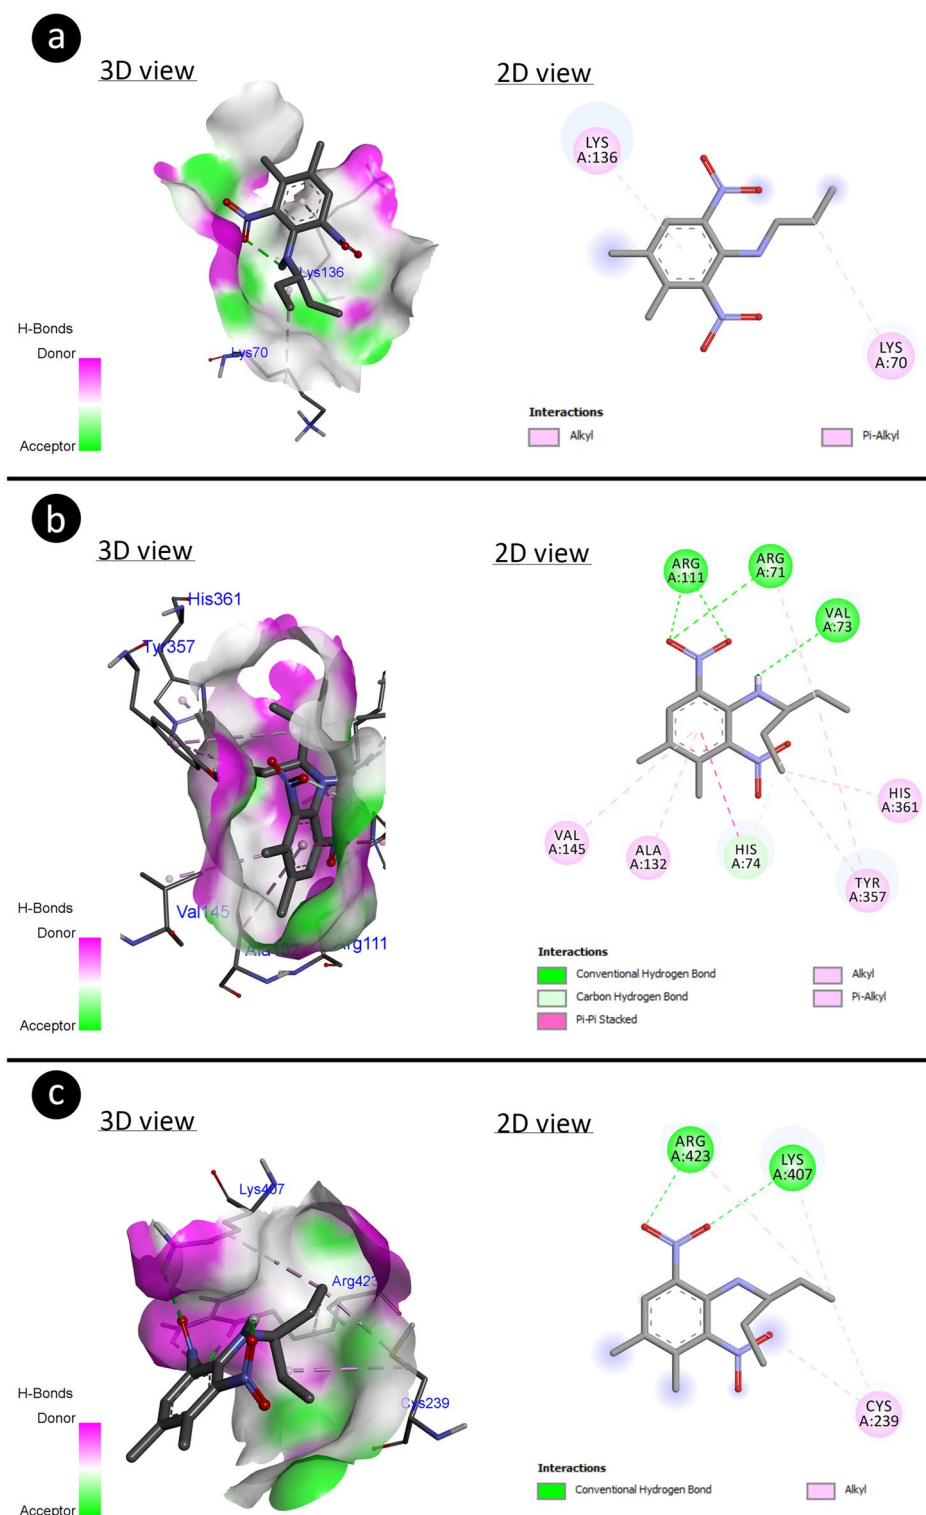 a
3D view
2D view
LYS
A:136
Lys136
H-Bonds
Donor
Lys70
LYS
A:70
Interactions
Alkyl
Pi-Alkyl
Acceptor
b
3D view
2D view
ARG
A:111
ARG
A:71
VAL
A:73
His361
Tyr357
HIS
A:361
VAL
A:145
ALA
A:132
HIS
A:74
TYR
A:357
H-Bonds
Donor
Val145
Ala132
Arg111
Interactions
Conventional Hydrogen Bond
Alkyl
Carbon Hydrogen Bond
Pi-Alkyl
Pi-Pi Stacked
Acceptor
c
3D view
2D view
ARG
A:423
LYS
A:407
Lys407
Arg423
H-Bonds
Donor
Cys239
CYS
A:239
Interactions
Conventional Hydrogen Bond
Alkyl
Acceptor